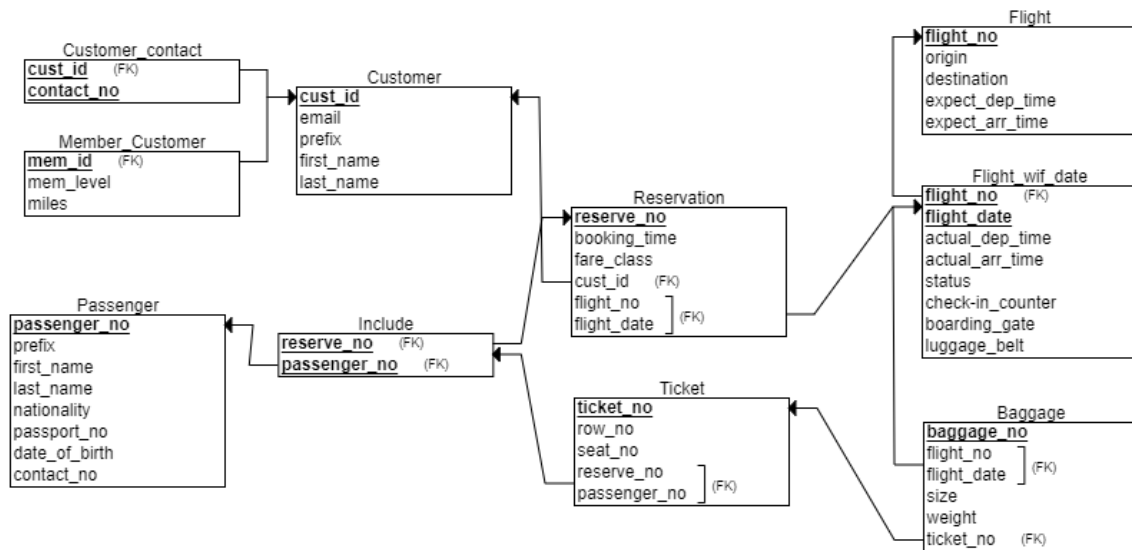 Customer_contact
cust_id (FK)
contact_no
Member_Customer
mem_id (FK)
mem_level
miles
Customer
cust_id
email
prefix
first_name
last_name
Flight
flight_no
origin
destination
expect_dep_time
expect_arr_time
Flight_wif_date
flight_no (FK)
flight_date
actual_dep_time
actual_arr_time
status
check-in_counter
boarding_gate
luggage_belt
Reservation
reserve_no
booking_time
fare_class
cust_id (FK)
flight_no
flight_date
(FK)
Passenger
passenger_no
prefix
first_name
last_name
nationality
passport_no
date_of_birth
contact_no
Include
reserve_no (FK)
passenger_no (FK)
Ticket
ticket_no
row_no
seat_no
reserve_no
passenger_no
(FK)
Baggage
baggage_no
flight_no
flight_date
(FK)
size
weight
ticket_no (FK)